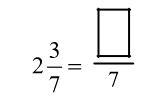 2 3/7 = □/7